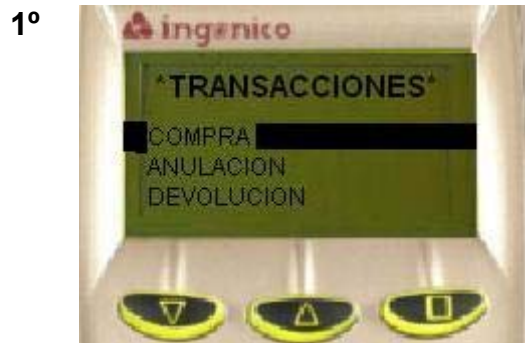 1º
ingenico
*TRANSACCIONES*
COMPRA
ANULACION
DEVOLUCION